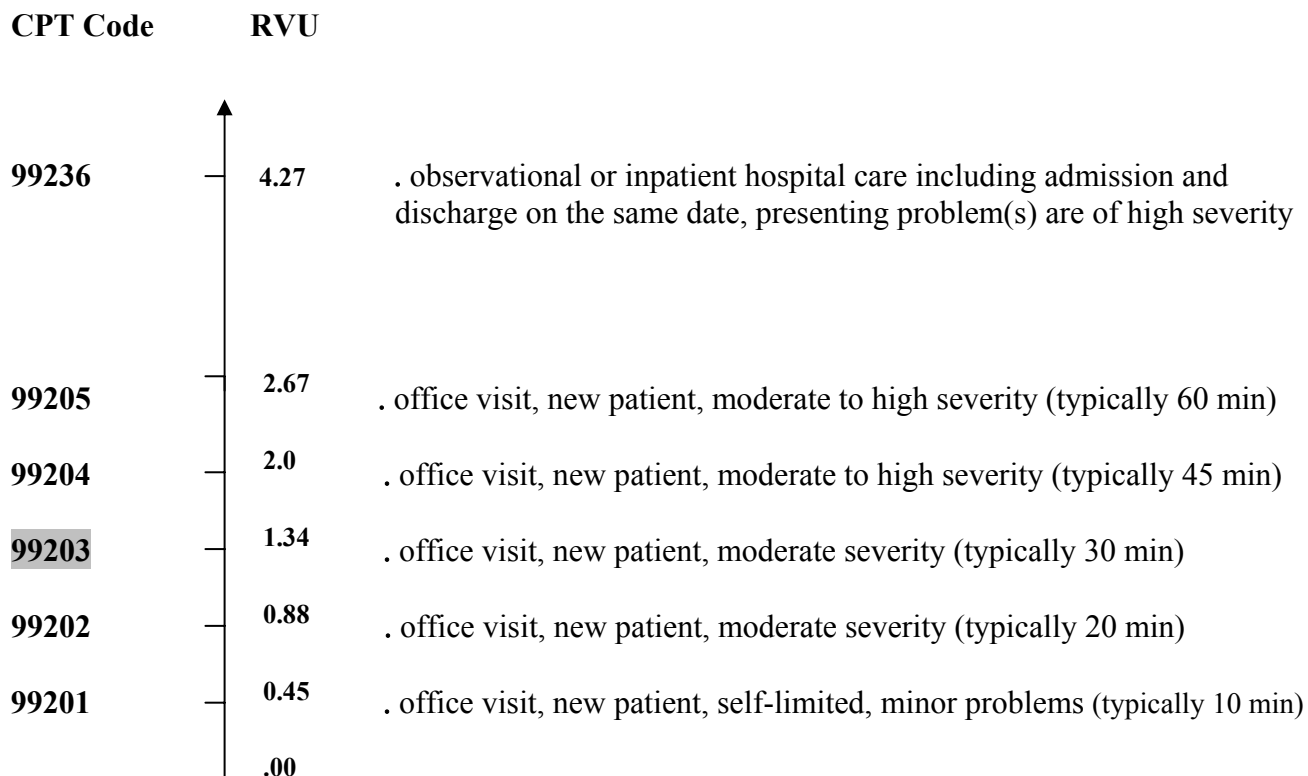 CPT Code RVU
99236 4.27 . observational or inpatient hospital care including admission and
discharge on the same date, presenting problem(s) are of high severity
99205 2.67 . office visit, new patient, moderate to high severity (typically 60 min)
99204 2.0 . office visit, new patient, moderate to high severity (typically 45 min)
99203 1.34 . office visit, new patient, moderate severity (typically 30 min)
99202 0.88 . office visit, new patient, moderate severity (typically 20 min)
99201 0.45 . office visit, new patient, self-limited, minor problems (typically 10 min)
.00